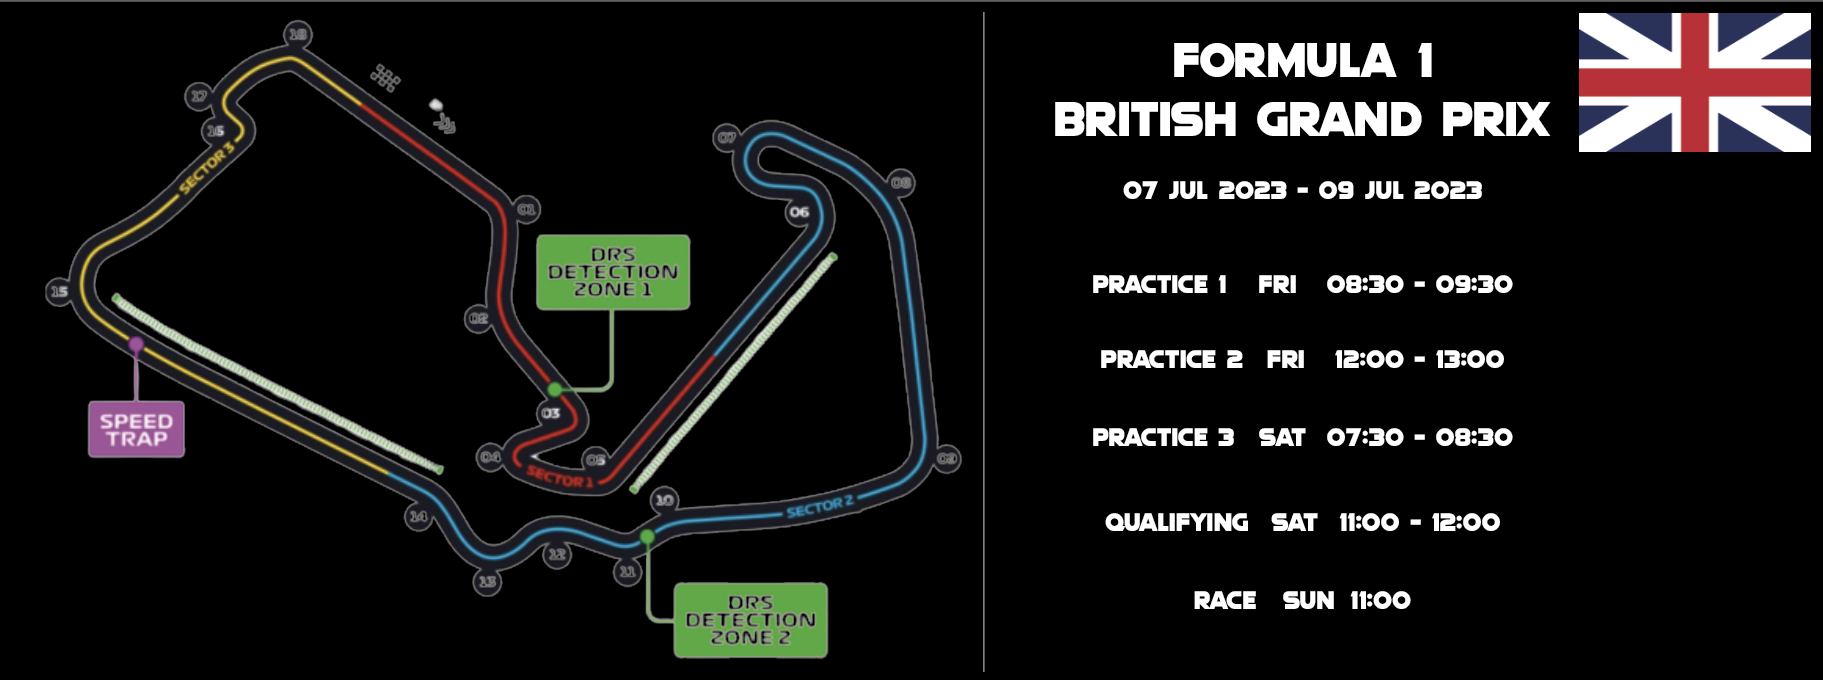 18
17
16
SECTOR 3
07
08
01
06
DRS
DETECTION
ZONE 1
15
02
SPEED
TRAP
03
04
05
SECTOR 1
09
10
SECTOR 2
14
12
11
13
DRS
DETECTION
ZONE 2
FORMULA 1
BRITISH GRAND PRIX
07 JUL 2023 - 09 JUL 2023
PRACTICE 1 FRI 08:30 - 09:30
PRACTICE 2 FRI 12:00 - 13:00
PRACTICE 3 SAT 07:30 - 08:30
QUALIFYING SAT 11:00 - 12:00
RACE SUN 11:00